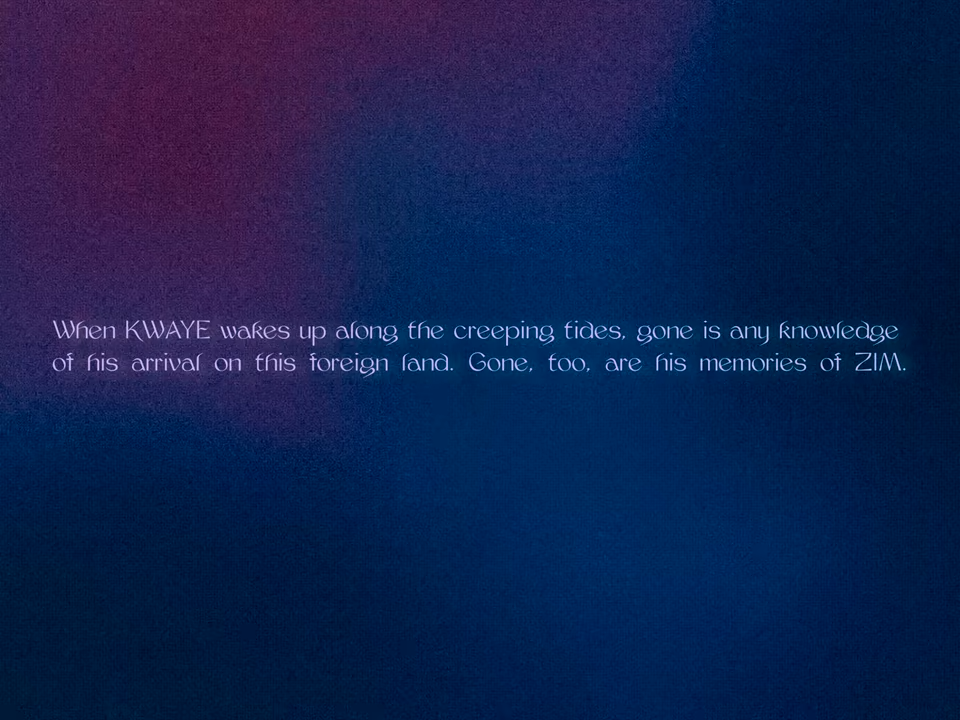 When KWAYE wakes up along the creeping tides, gone is any knowledge
of his arrival on this foreign land. Gone, too, are his memories of ZIM.